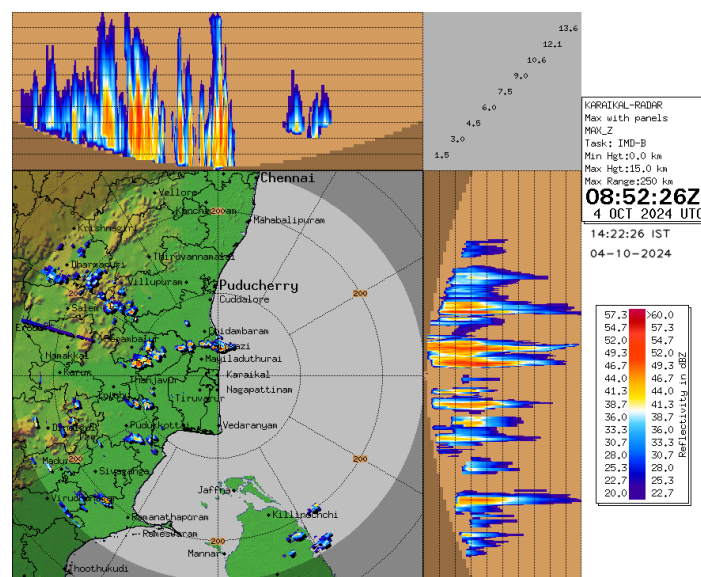 13.6
12.1
10.6
9.0
7.5
6.0
4.5
3.0
1.5
KARAIKAL-RADAR
Max with panels
MAX_Z
Task: IMD-B
Min Hgt:0.0 km
Max Hgt:15.0 km
Max Range:250 km
08:52:26Z
4 OCT 2024 UTC
14:22:26 IST
04-10-2024
Chennai
Vellore
200
Mahabalipuram
Krishnagiri
Thiruvannamalai
Dharmapuri
Villupuram
Puducherry
Cuddalore
200
200
Salem
Chidambaram
Mayiladuthurai
Namakkal
Karur
Karaikal
Thanjavur
Nagapattinam
Tiruvarur
Pudukhottai
Vedaranyam
200
200
Sivaganga
Jaffna
Ramanathapuram
Killinochchi
Rameswaram
200
Mannar
Thoothukudi
57.3 >60.0
54.7 57.3
52.0 54.7
49.3 52.0
46.7 49.3
44.0 46.7
41.3 44.0
38.7 41.3
36.0 38.7
33.3 36.0
30.7 33.3
28.0 30.7
25.3 28.0
22.7 25.3
20.0 22.7
Reflectivity in dBZ